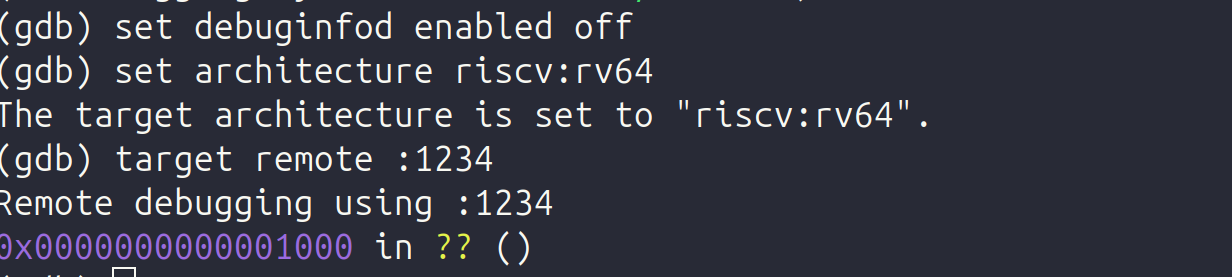 (gdb) set debuginfod enabled off
(gdb) set architecture riscv:rv64
The target architecture is set to "riscv:rv64".
(gdb) target remote :1234
Remote debugging using :1234
0x0000000000001000 in ?? ()